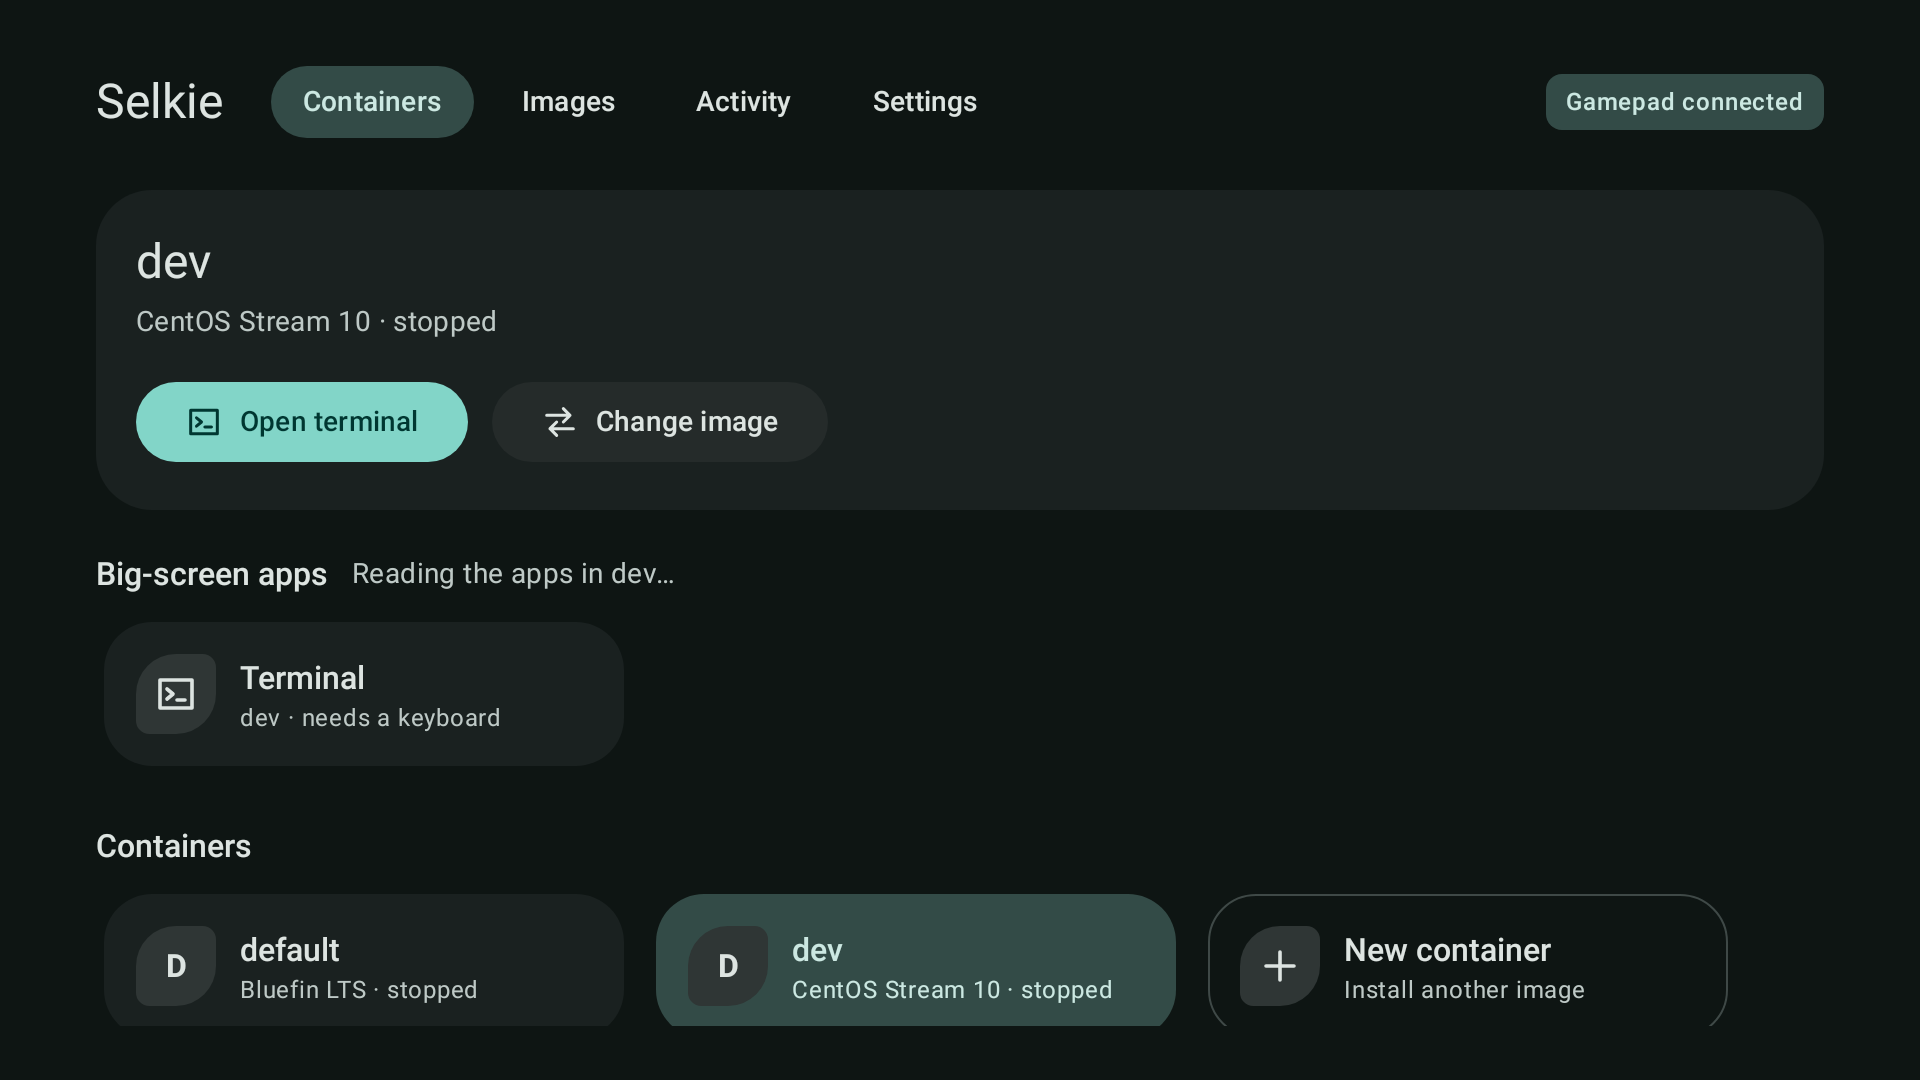 Selkie
Containers
Images
Activity
Settings
Gamepad connected
dev
CentOS Stream 10 · stopped
Open terminal
Change image
Big-screen apps
Reading the apps in dev…
Terminal
dev · needs a keyboard
Containers
D
default
Bluefin LTS · stopped
D
dev
CentOS Stream 10 · stopped
New container
Install another image